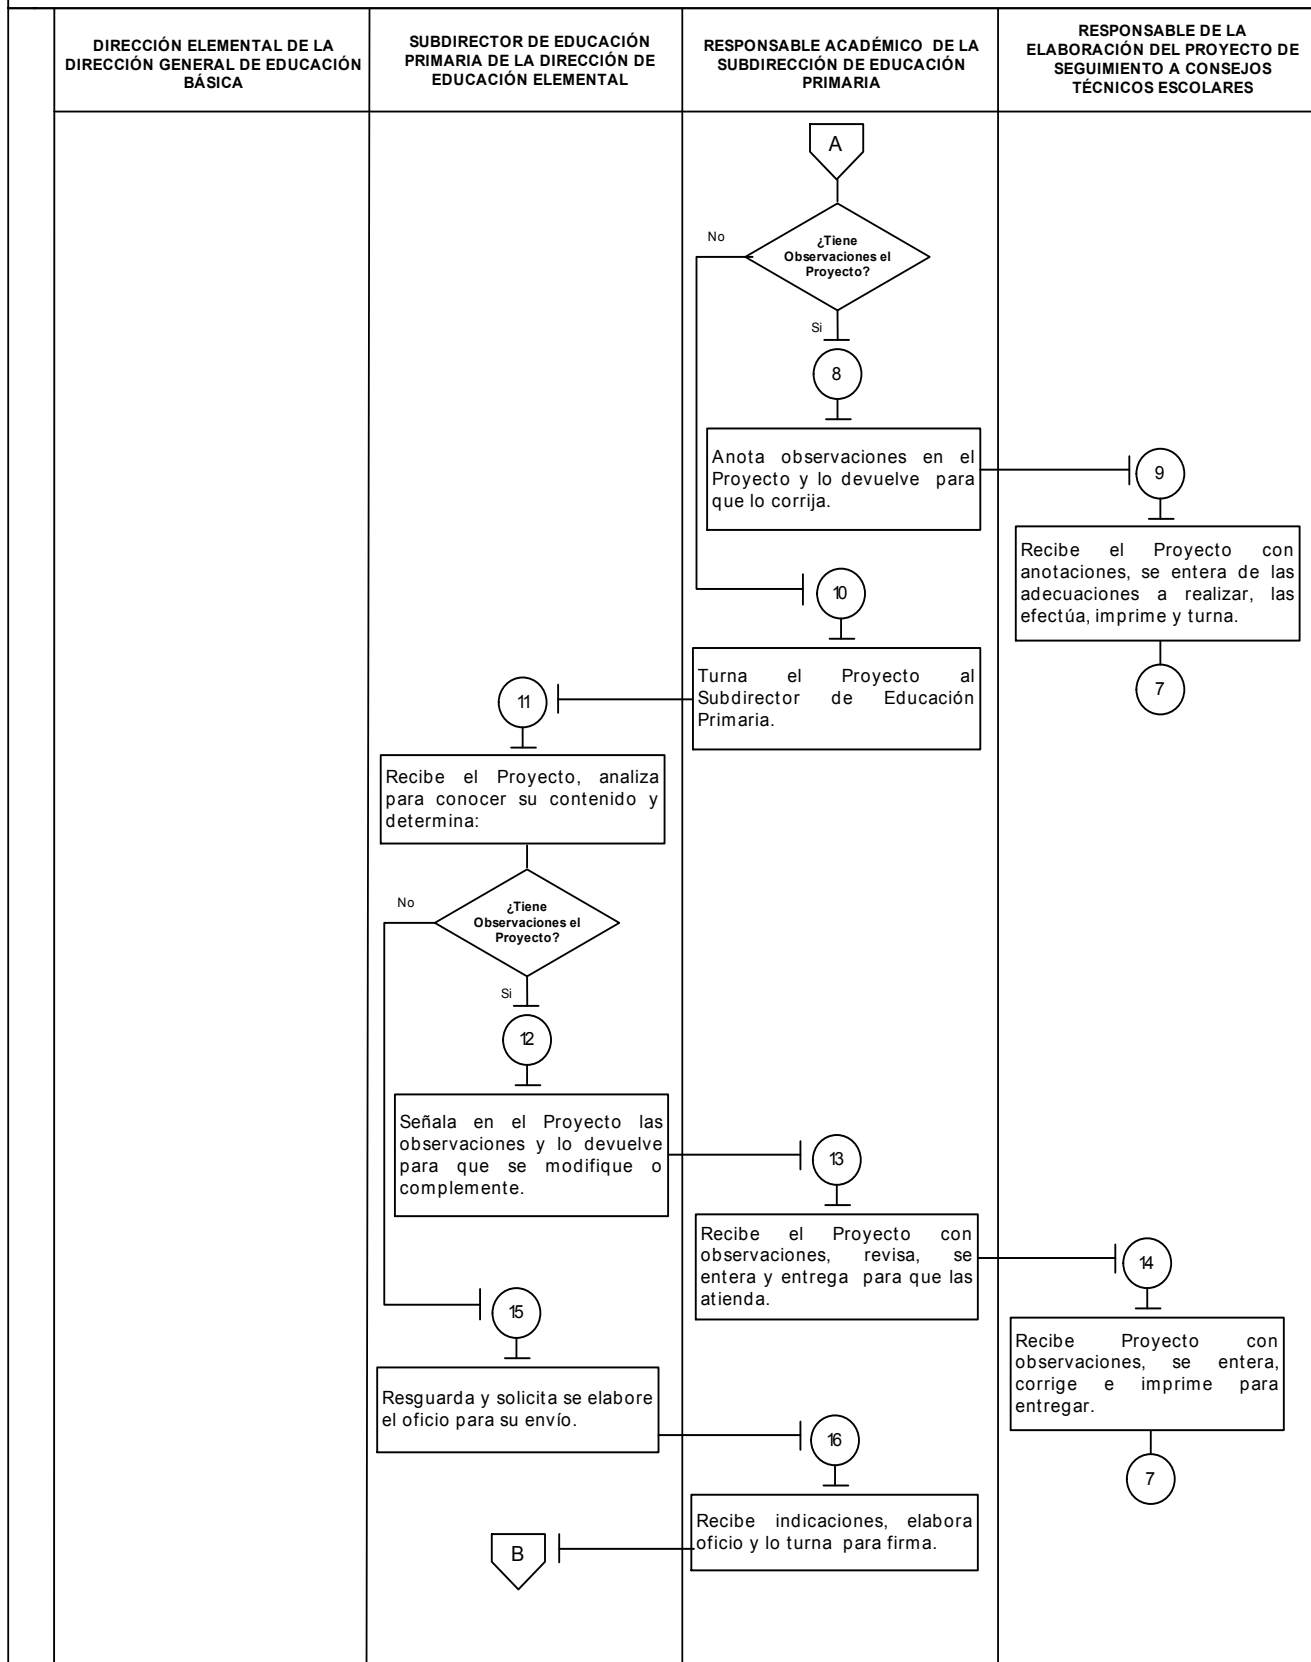 DIRECCIÓN ELEMENTAL DE LA
DIRECCIÓN GENERAL DE EDUCACIÓN
BÁSICA
SUBDIRECTOR DE EDUCACIÓN
PRIMARIA DE LA DIRECCIÓN DE
EDUCACIÓN ELEMENTAL
RESPONSABLE ACADÉMICO DE LA
SUBDIRECCIÓN DE EDUCACIÓN
PRIMARIA
RESPONSABLE DE LA
ELABORACIÓN DEL PROYECTO DE
SEGUIMIENTO A CONSEJOS
TÉCNICOS ESCOLARES
A
No
¿Tiene
Observaciones el
Proyecto?
Si
8
Anota observaciones en el
Proyecto y lo devuelve para
que lo corrija.
9
Recibe el Proyecto con
anotaciones, se entera de las
adecuaciones a realizar, las
efectúa, imprime y turna.
7
10
Turna el Proyecto al
Subdirector de Educación
Primaria.
11
Recibe el Proyecto, analiza
para conocer su contenido y
determina:
No
¿Tiene
Observaciones el
Proyecto?
Si
12
Señala en el Proyecto las
observaciones y lo devuelve
para que se modifique o
complemente.
13
Recibe el Proyecto con
observaciones, revisa, se
entera y entrega para que las
atienda.
14
Recibe Proyecto con
observaciones, se entera,
corrige e imprime para
entregar.
7
15
Resguarda y solicita se elabore
el oficio para su envío.
16
Recibe indicaciones, elabora
oficio y lo turna para firma.
B